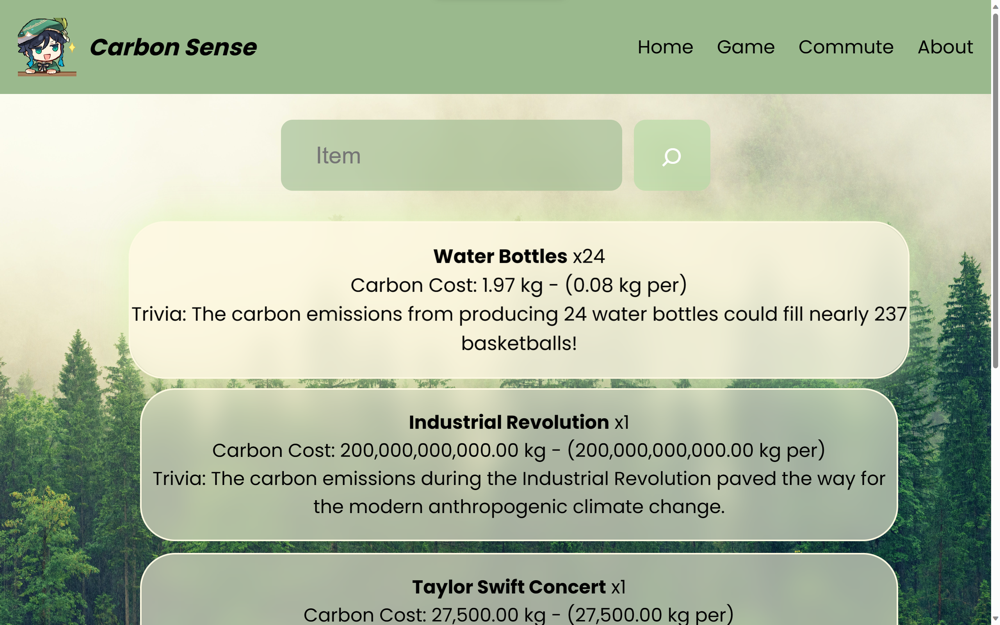 Carbon Sense
Home Game Commute About
Item
Water Bottles x24
Carbon Cost: 1.97 kg - (0.08 kg per)
Trivia: The carbon emissions from producing 24 water bottles could fill nearly 237
basketballs!
Industrial Revolution x1
Carbon Cost: 200,000,000,000.00 kg - (200,000,000,000.00 kg per)
Trivia: The carbon emissions during the Industrial Revolution paved the way for
the modern anthropogenic climate change.
Taylor Swift Concert x1
Carbon Cost: 27,500.00 kg - (27,500.00 kg per)